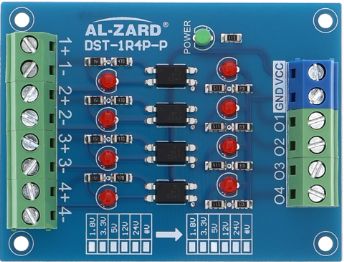 AL-ZARD®
DST-1R4P-P
POWER
1+
1-
2+
2-
3+
3-
4+
4-
GND VCC
O4 O3 O2 O1
1.8V
3.3V
5V
12V
24V
1.8V
3.3V
5V
12V
24V